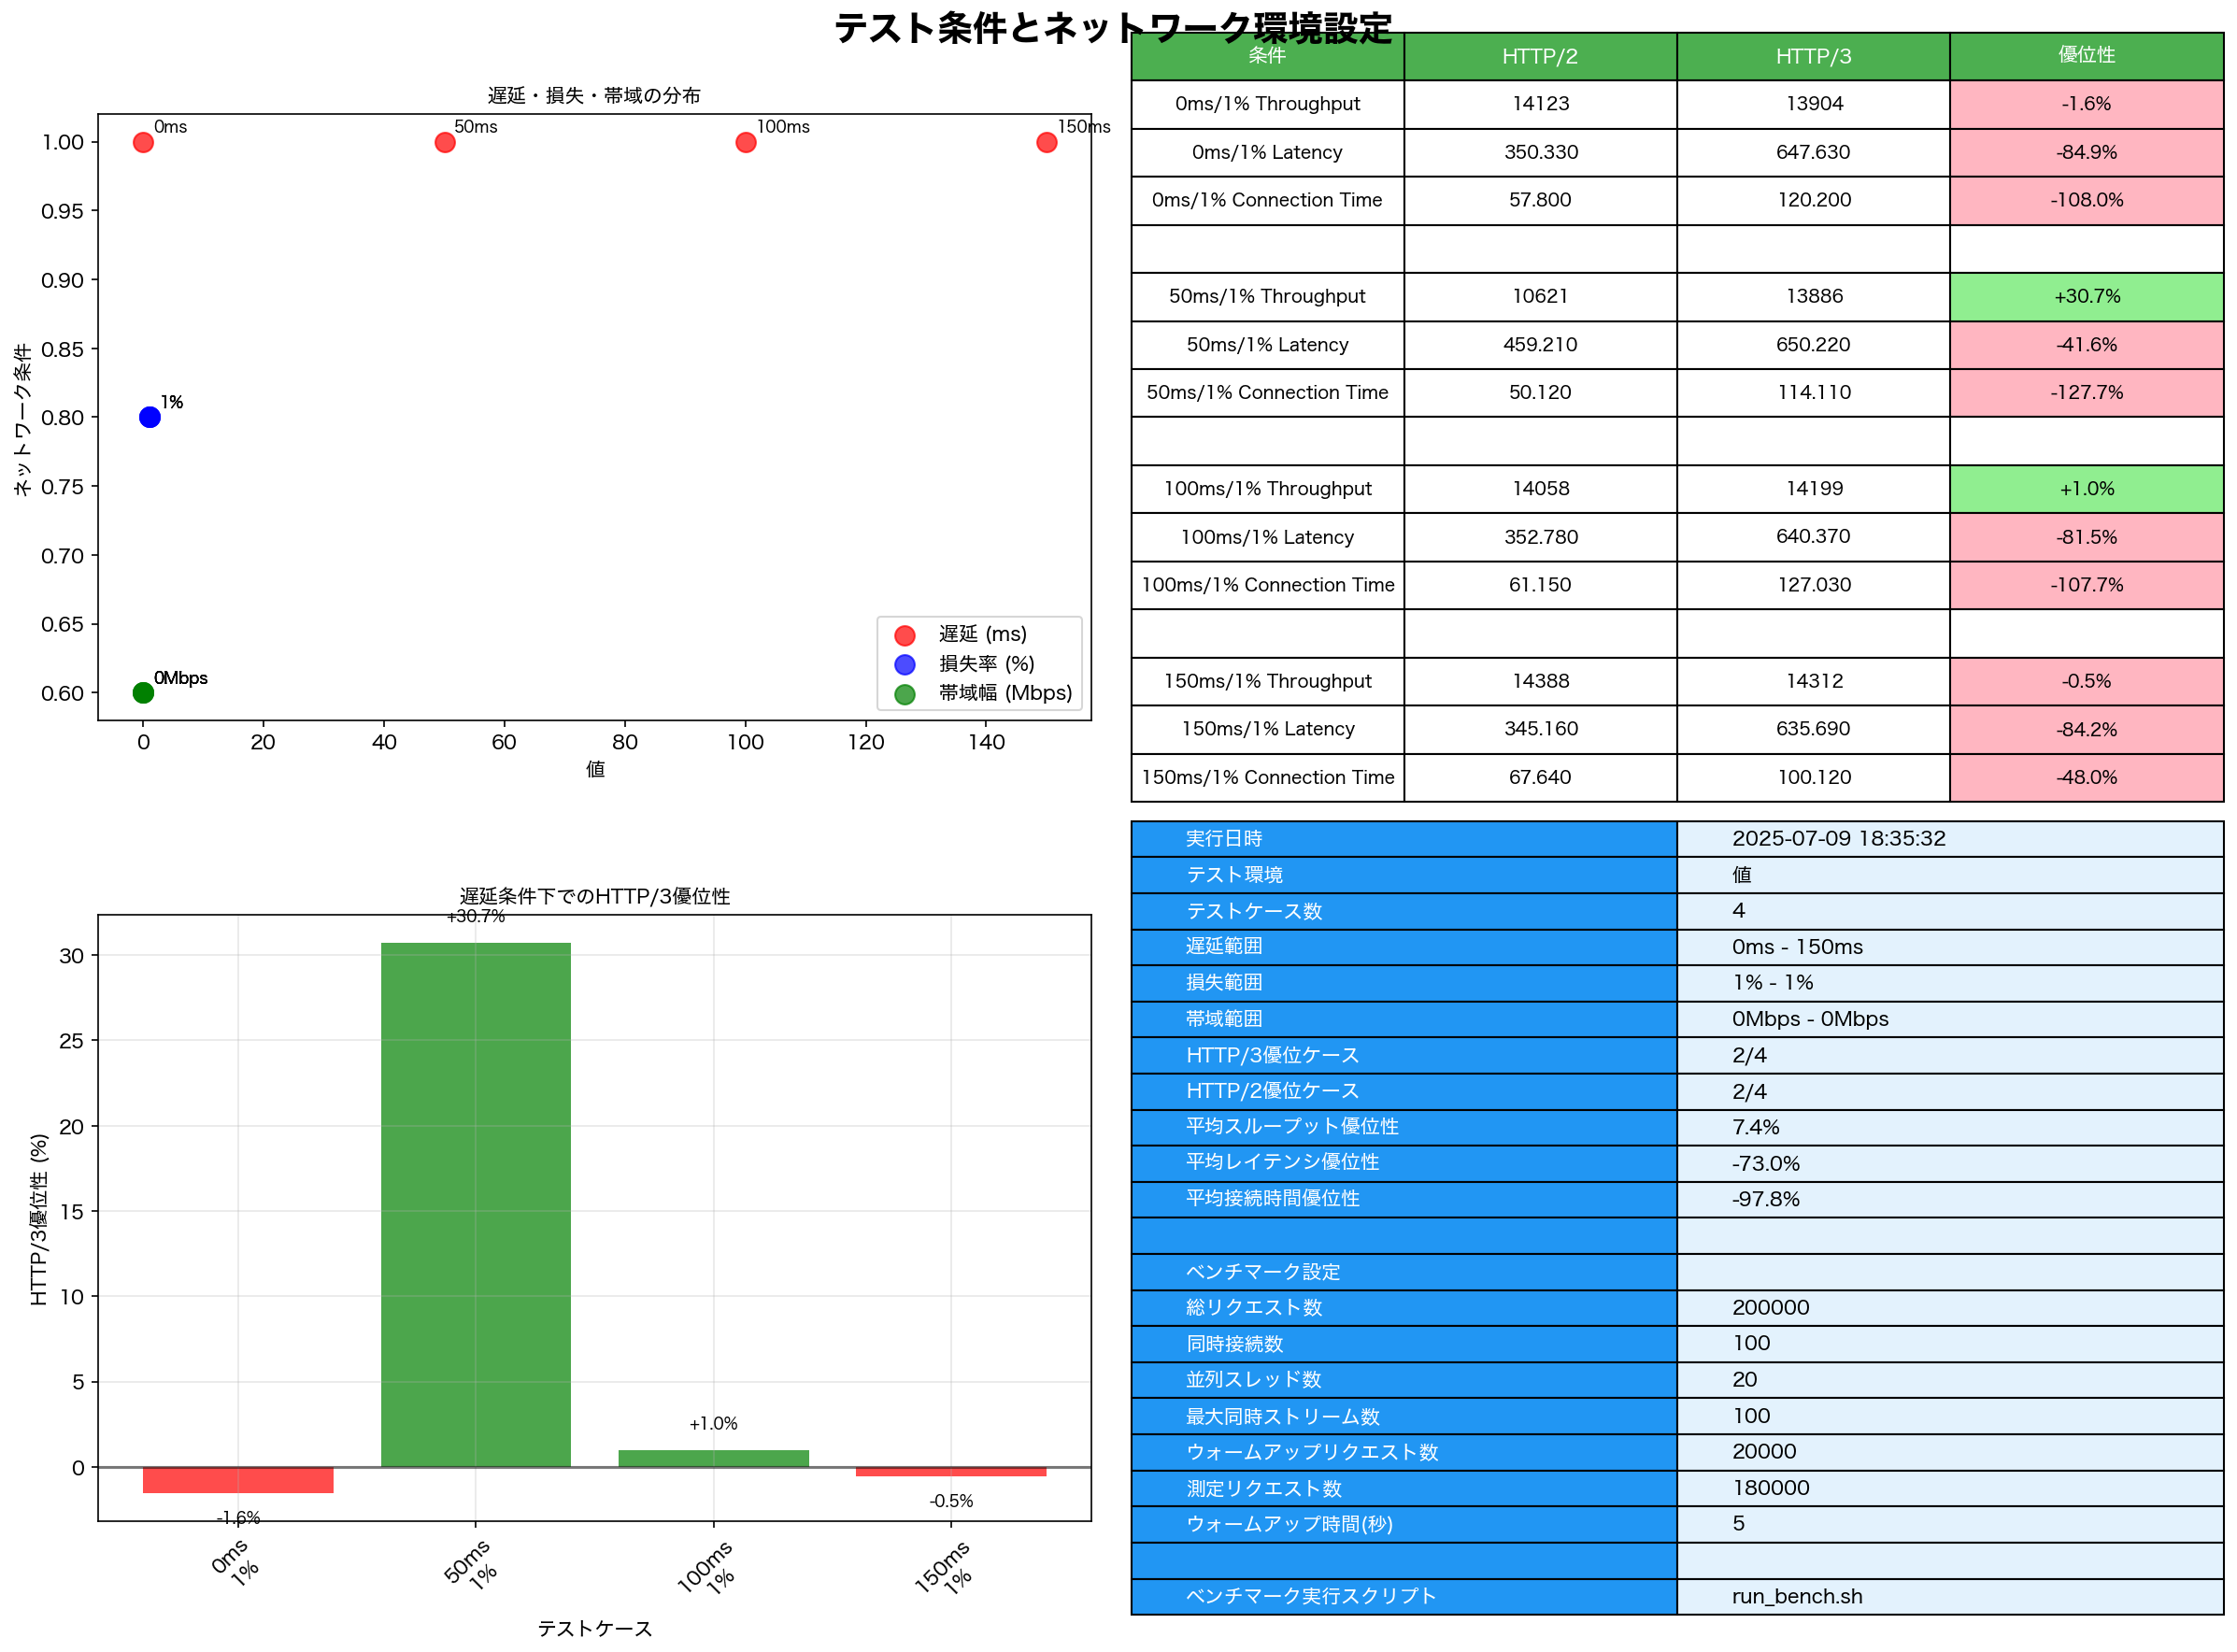 テスト条件とネットワーク環境設定
遅延・損失・帯域の分布
0ms 50ms 100ms 150ms
1.00
0.95
0.90
0.85
1%
0.80
0.75
0.70
0.65
0Mbps
0.60
ネットワーク条件
遅延 (ms)
損失率 (%)
帯域幅 (Mbps)
0 20 40 60 80 100 120 140
値
条件 HTTP/2 HTTP/3 優位性
0ms/1% Throughput 14123 13904 -1.6%
0ms/1% Latency 350.330 647.630 -84.9%
0ms/1% Connection Time 57.800 120.200 -108.0%
50ms/1% Throughput 10621 13886 +30.7%
50ms/1% Latency 459.210 650.220 -41.6%
50ms/1% Connection Time 50.120 114.110 -127.7%
100ms/1% Throughput 14058 14199 +1.0%
100ms/1% Latency 352.780 640.370 -81.5%
100ms/1% Connection Time 61.150 127.030 -107.7%
150ms/1% Throughput 14388 14312 -0.5%
150ms/1% Latency 345.160 635.690 -84.2%
150ms/1% Connection Time 67.640 100.120 -48.0%
遅延条件下でのHTTP/3優位性
+30.7%
30
25
20
15
10
5
0
HTTP/3優位性 (%)
+1.0%
-0.5%
-1.6%
0ms
1%
50ms
1%
100ms
1%
150ms
1%
テストケース
実行日時 2025-07-09 18:35:32
テスト環境 値
テストケース数 4
遅延範囲 0ms - 150ms
損失範囲 1% - 1%
帯域範囲 0Mbps - 0Mbps
HTTP/3優位ケース 2/4
HTTP/2優位ケース 2/4
平均スループット優位性 7.4%
平均レイテンシ優位性 -73.0%
平均接続時間優位性 -97.8%
ベンチマーク設定
総リクエスト数 200000
同時接続数 100
並列スレッド数 20
最大同時ストリーム数 100
ウォームアップリクエスト数 20000
測定リクエスト数 180000
ウォームアップ時間(秒) 5
ベンチマーク実行スクリプト run_bench.sh